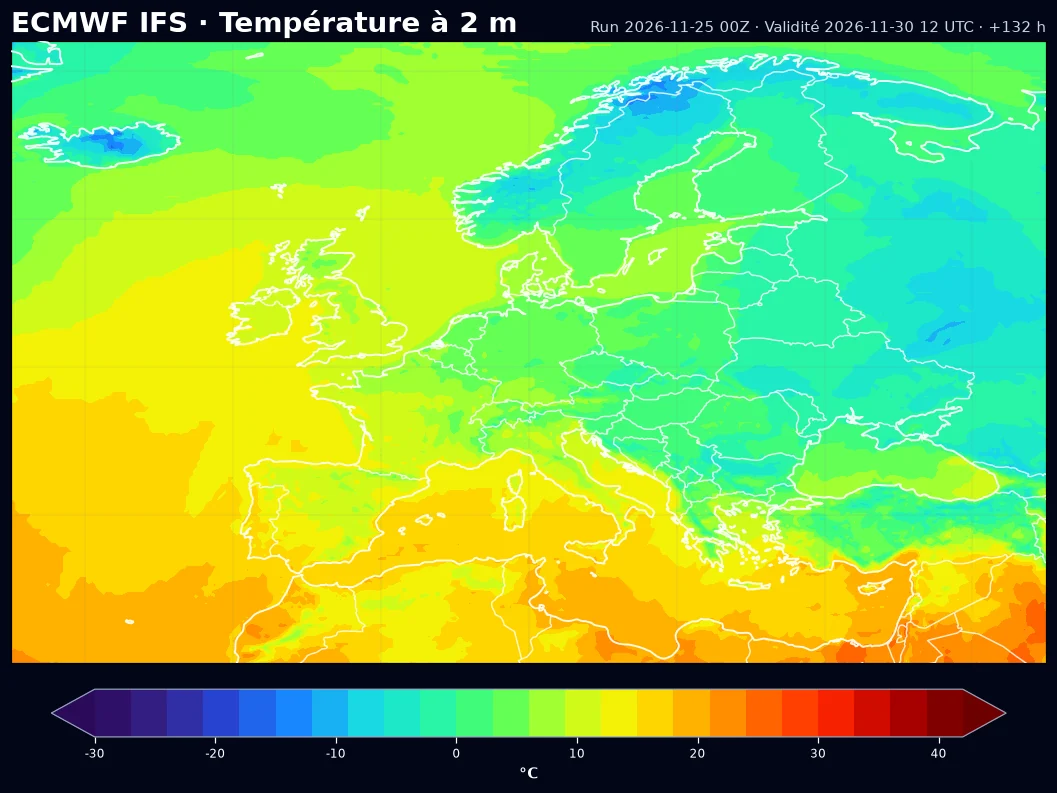 ECMWF IFS · Température à 2 m
Run 2026-11-25 00Z · Validité 2026-11-30 12 UTC · +132 h
-30 -20 -10 0 10 20 30 40
°C